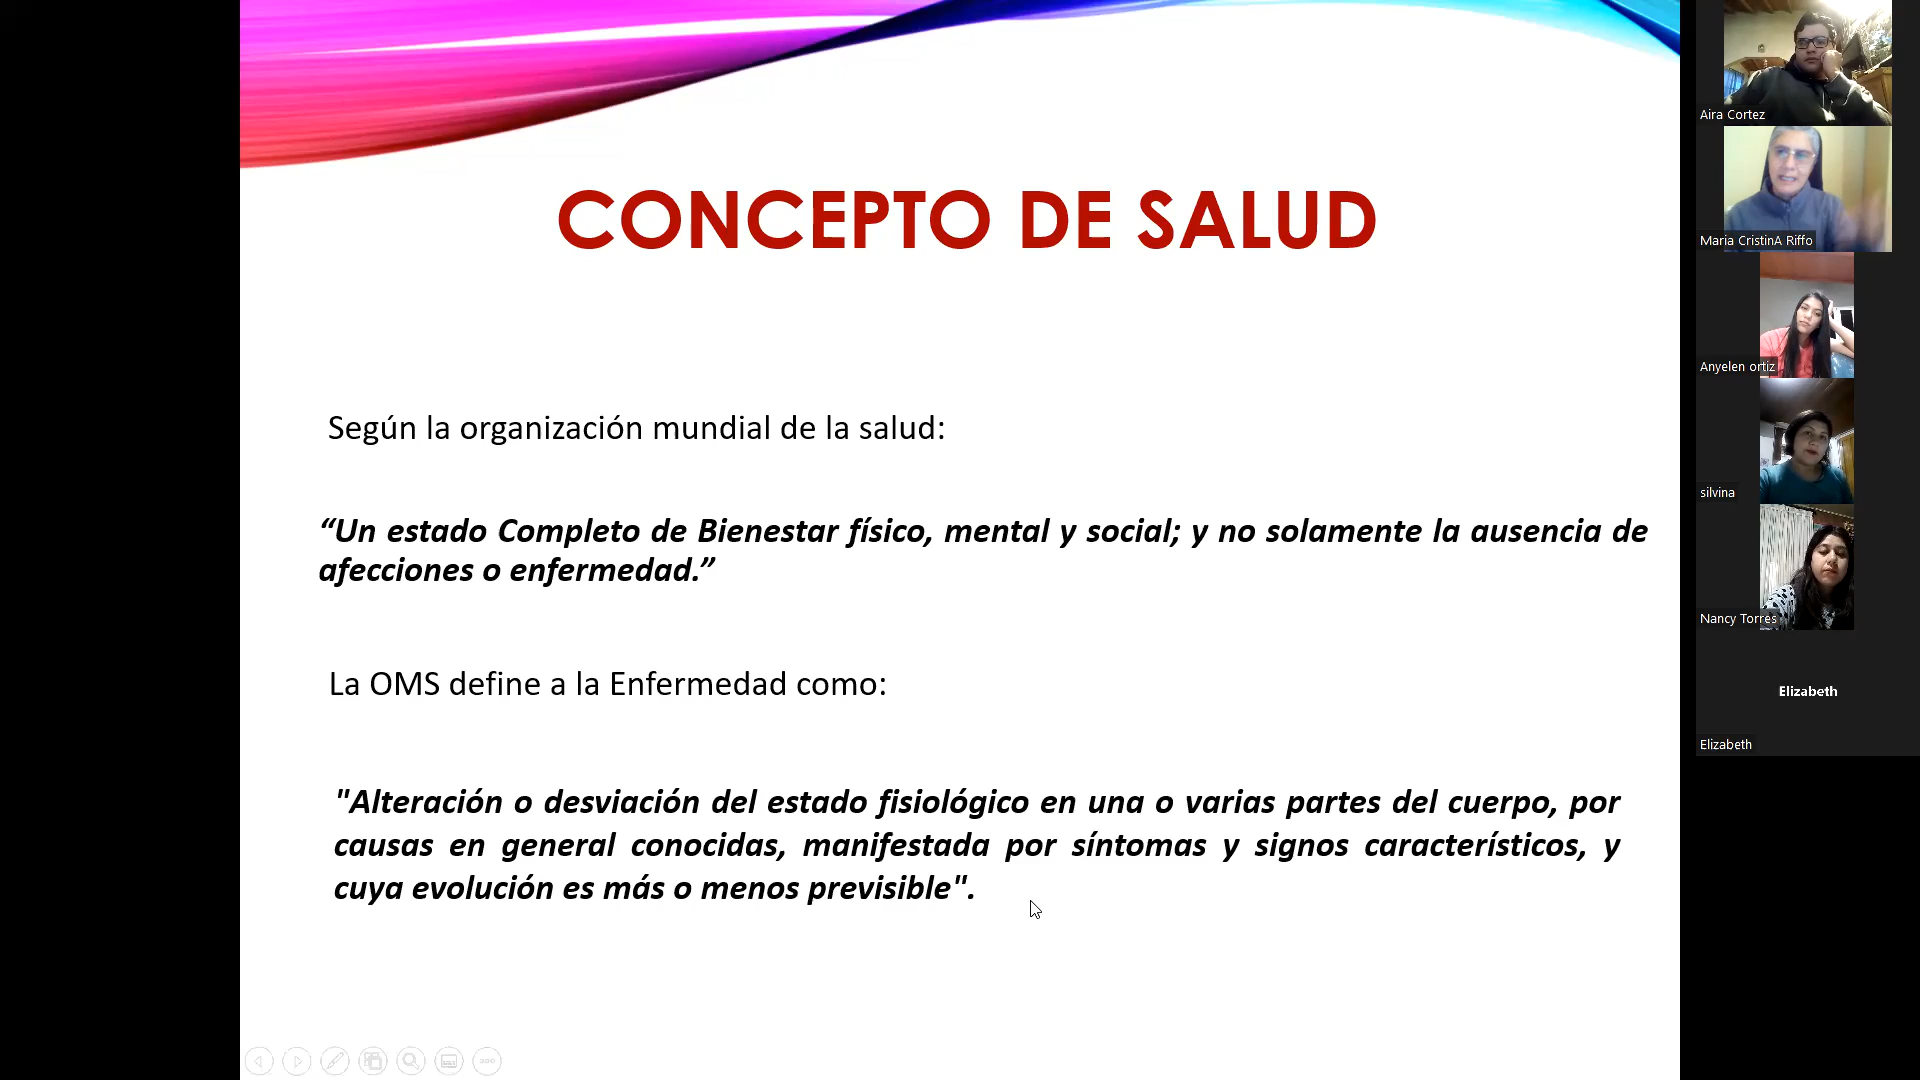 CONCEPTO DE SALUD
Según la organización mundial de la salud:
“Un estado Completo de Bienestar físico, mental y social; y no solamente la ausencia de
afecciones o enfermedad.”
La OMS define a la Enfermedad como:
"Alteración o desviación del estado fisiológico en una o varias partes del cuerpo, por
causas en general conocidas, manifestada por síntomas y signos característicos, y
cuya evolución es más o menos previsible".
Aira Cortez
Maria CristinA Riffo
Anyelen ortiz
silvina
Nancy Torres
Elizabeth
Elizabeth